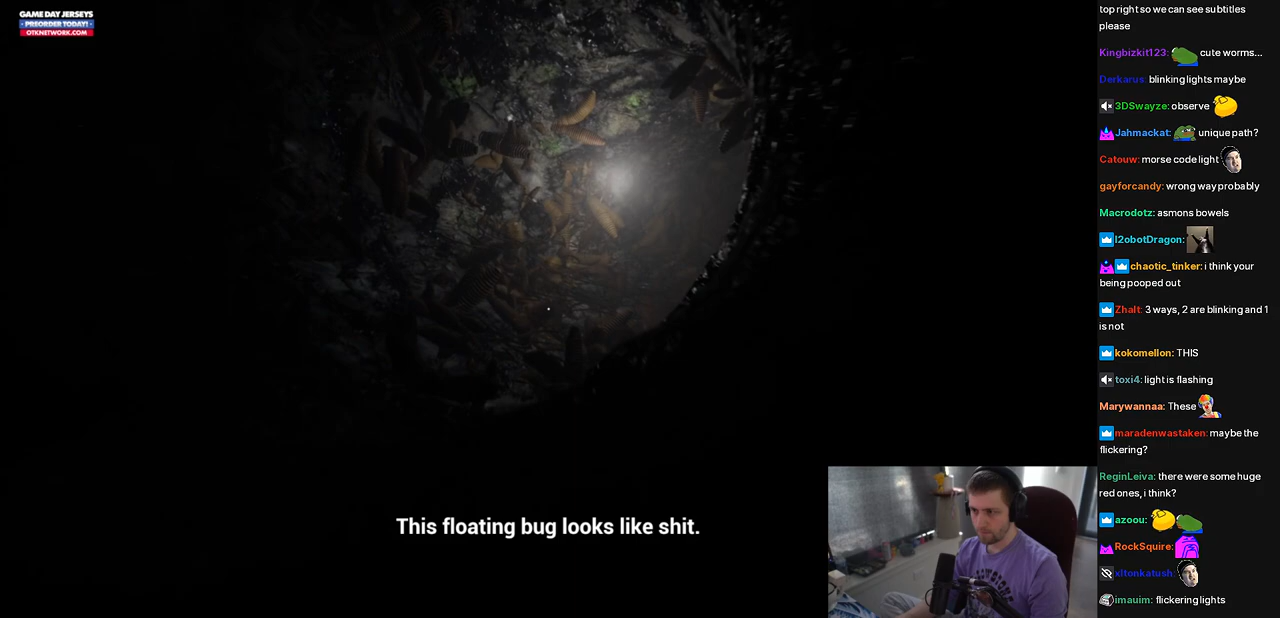 GAME DAY JERSEYS
PREORDER TODAY!
OTKNETWORK.COM
This floating bug looks like shit.
top right so we can see subtitles
please
Kingbizkit123: cute worms...
Derkarus: blinking lights maybe
3DSwayze: observe
Jahmackat: unique path?
Catouw: morse code light
gayforcandy: wrong way probably
Macrodotz: asmons bowels
I2obotDragon:
chaotic_tinker: i think your
being pooped out
Zhalt: 3 ways, 2 are blinking and 1
is not
kokomellon: THIS
toxi4: light is flashing
Marywannaa: These
maradenwastaken: maybe the
flickering?
ReginLeiva: there were some huge
red ones, i think?
azoou:
RockSquire:
xltonkatush:
imauim: flickering lights